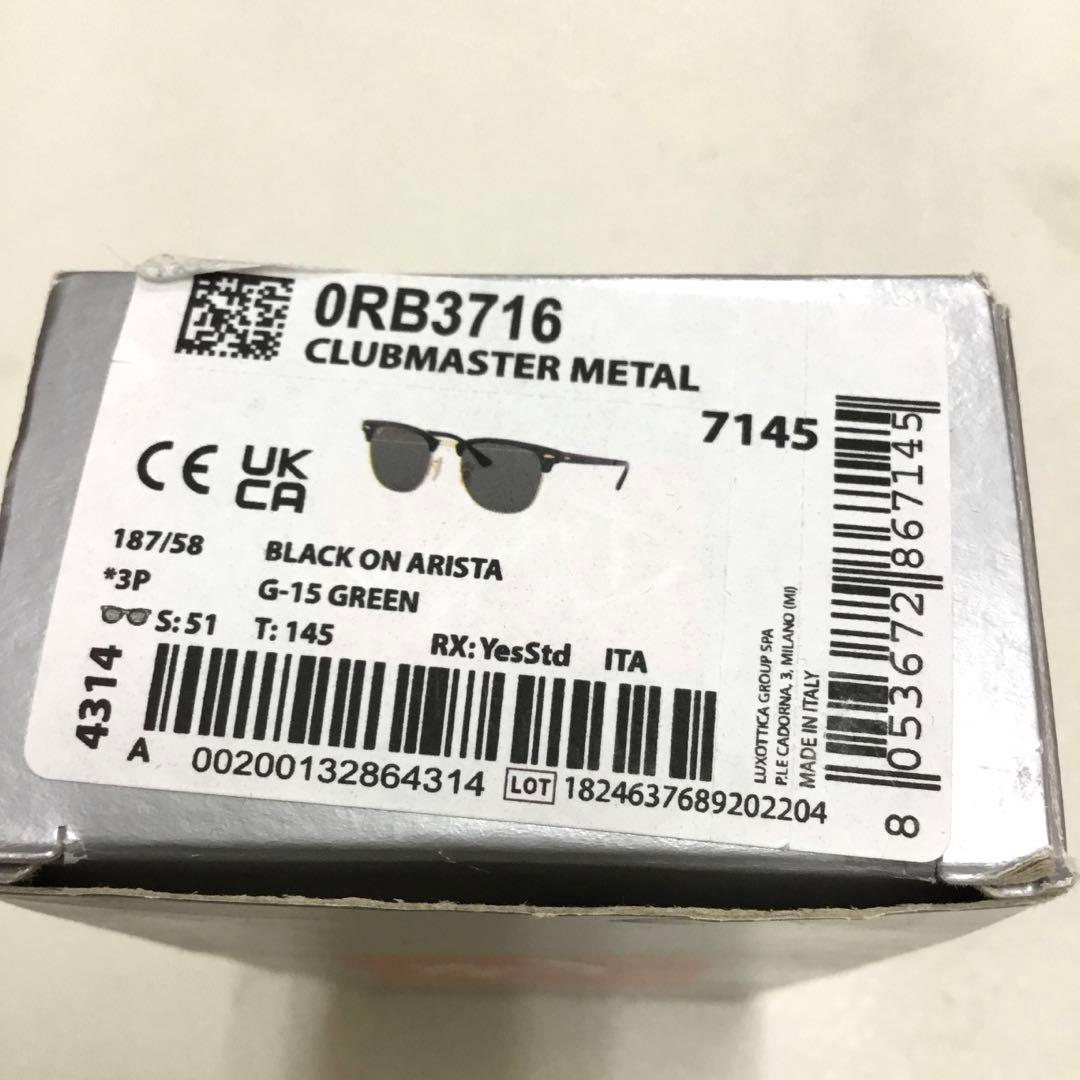 0RB3716
CLUBMASTER METAL
7145
CE UK
CA
187/58 BLACK ON ARISTA
*3P G-15 GREEN
S: 51 T: 145 RX: YesStd ITA
4314
A 00200132864314 LOT 1824637689202204
LUXOTTICA GROUP SPA
P.LE CADORNA, 3, MILANO (MI)
MADE IN ITALY
8 053672 867145